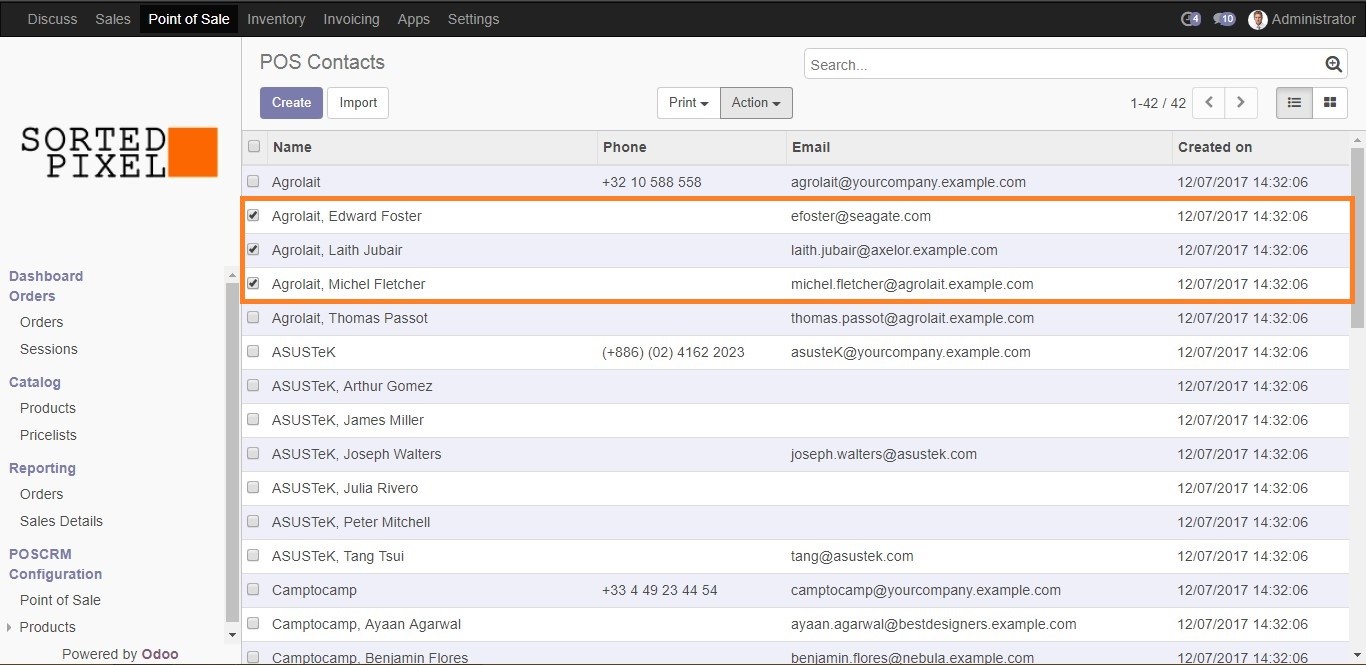 Discuss Sales Point of Sale Inventory Invoicing Apps Settings 4 10 Administrator
POS Contacts
Search...
Create Import Print Action 1-42 / 42
SORTED
PIXEL
Dashboard
Orders
Orders
Sessions
Catalog
Products
Pricelists
Reporting
Orders
Sales Details
POSCRM
Configuration
Point of Sale
Products
Powered by Odoo
Name Phone Email Created on
Agrolait +32 10 588 558 agrolait@yourcompany.example.com 12/07/2017 14:32:06
Agrolait, Edward Foster efoster@seagate.com 12/07/2017 14:32:06
Agrolait, Laith Jubair laith.jubair@axelor.example.com 12/07/2017 14:32:06
Agrolait, Michel Fletcher michel.fletcher@agrolait.example.com 12/07/2017 14:32:06
Agrolait, Thomas Passot thomas.passot@agrolait.example.com 12/07/2017 14:32:06
ASUSTeK (+886) (02) 4162 2023 asusteK@yourcompany.example.com 12/07/2017 14:32:06
ASUSTeK, Arthur Gomez 12/07/2017 14:32:06
ASUSTeK, James Miller 12/07/2017 14:32:06
ASUSTeK, Joseph Walters joseph.walters@asustek.com 12/07/2017 14:32:06
ASUSTeK, Julia Rivero 12/07/2017 14:32:06
ASUSTeK, Peter Mitchell 12/07/2017 14:32:06
ASUSTeK, Tang Tsui tang@asustek.com 12/07/2017 14:32:06
Camptocamp +33 4 49 23 44 54 camptocamp@yourcompany.example.com 12/07/2017 14:32:06
Camptocamp, Ayaan Agarwal ayaan.agarwal@bestdesigners.example.com 12/07/2017 14:32:06
Camptocamp, Benjamin Flores benjamin.flores@nebula.example.com 12/07/2017 14:32:06